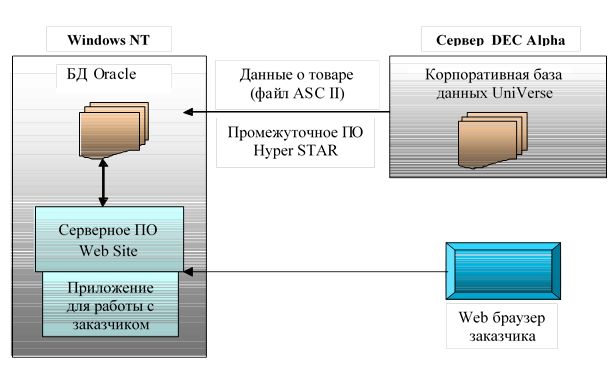 Windows NT
Сервер DEC Alpha
БД Oracle
Данные о товаре
(файл ASC II)
Корпоративная база
данных UniVerse
Промежуточное ПО
Hyper STAR
Серверное ПО
Web Site
Приложение
для работы с
заказчиком
Web браузер
заказчика